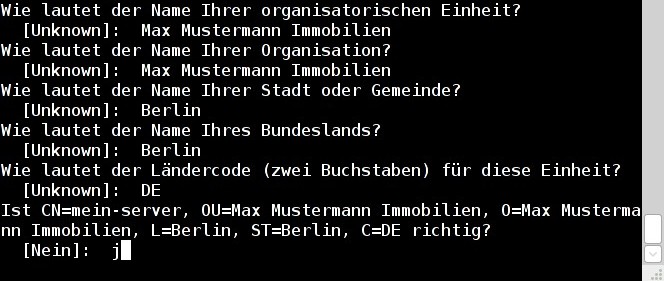 Wie lautet der Name Ihrer organisatorischen Einheit?
[Unknown]:  Max Mustermann Immobilien
Wie lautet der Name Ihrer Organisation?
[Unknown]:  Max Mustermann Immobilien
Wie lautet der Name Ihrer Stadt oder Gemeinde?
[Unknown]:  Berlin
Wie lautet der Name Ihres Bundeslands?
[Unknown]:  Berlin
Wie lautet der Ländercode (zwei Buchstaben) für diese Einheit?
[Unknown]:  DE
Ist CN=mein-server, OU=Max Mustermann Immobilien, O=Max Musterma
nn Immobilien, L=Berlin, ST=Berlin, C=DE richtig?
[Nein]:  j